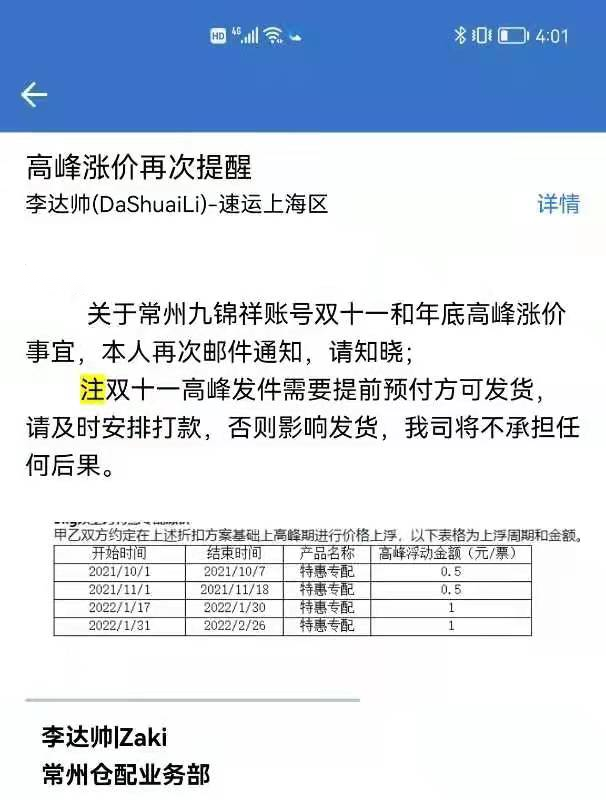 HD 4G 4:01
高峰涨价再次提醒
李达帅(DaShuaiLi)-速运上海区 详情
关于常州九锦祥账号双十一和年底高峰涨价
事宜，本人再次邮件通知，请知晓；
注双十一高峰发件需要提前预付方可发货，
请及时安排打款，否则影响发货，我司将不承担任
何后果。
甲乙双方约定在上述折扣方案基础上高峰期进行价格上浮，以下表格为上浮周期和金额。
开始时间 结束时间 产品名称 高峰浮动金额（元/票）
2021/10/1 2021/10/7 特惠专配 0.5
2021/11/1 2021/11/18 特惠专配 0.5
2022/1/17 2022/1/30 特惠专配 1
2022/1/31 2022/2/26 特惠专配 1
李达帅|Zaki
常州仓配业务部